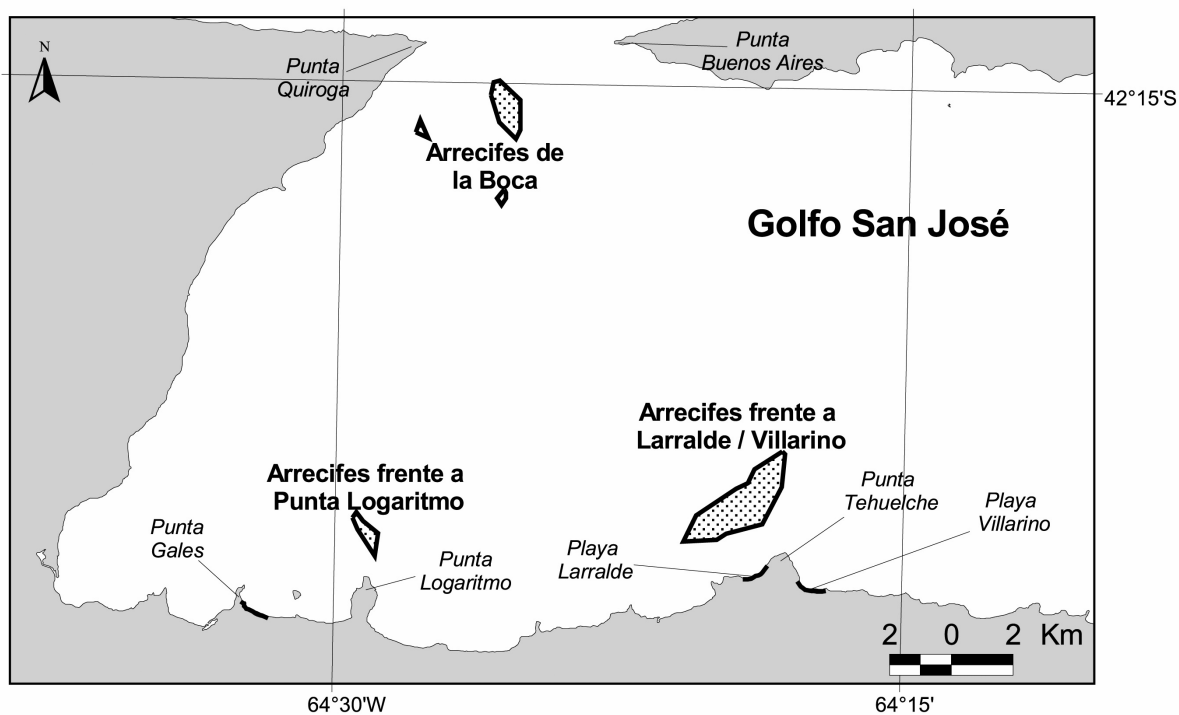 N
Punta
Quiroga
Punta
Buenos Aires
42°15'S
Arrecifes de
la Boca
Golfo San José
Arrecifes frente a
Larralde / Villarino
Arrecifes frente a
Punta Logaritmo
Punta
Tehuelche
Playa
Villarino
Punta
Gales
Punta
Logaritmo
Playa
Larralde
2 0 2 Km
64°30'W
64°15'